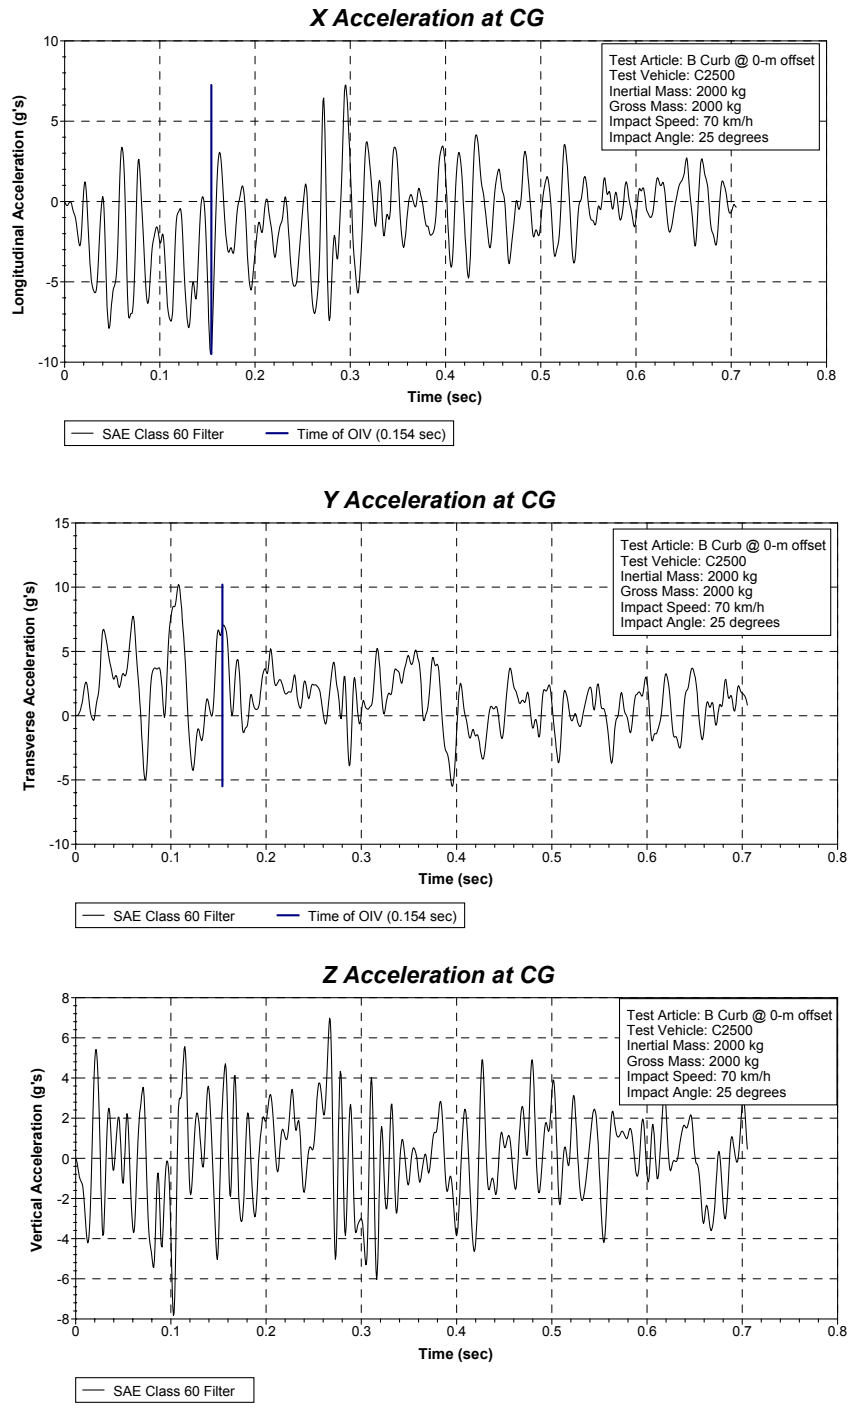 X Acceleration at CG
10
5
0
-5
-10
Longitudinal Acceleration (g's)
Test Article: B Curb @ 0-m offset
Test Vehicle: C2500
Inertial Mass: 2000 kg
Gross Mass: 2000 kg
Impact Speed: 70 km/h
Impact Angle: 25 degrees
0 0.1 0.2 0.3 0.4 0.5 0.6 0.7 0.8
Time (sec)
SAE Class 60 Filter Time of OIV (0.154 sec)
Y Acceleration at CG
15
10
5
0
-5
-10
Transverse Acceleration (g's)
Test Article: B Curb @ 0-m offset
Test Vehicle: C2500
Inertial Mass: 2000 kg
Gross Mass: 2000 kg
Impact Speed: 70 km/h
Impact Angle: 25 degrees
0 0.1 0.2 0.3 0.4 0.5 0.6 0.7 0.8
Time (sec)
SAE Class 60 Filter Time of OIV (0.154 sec)
Z Acceleration at CG
8
6
4
2
0
-2
-4
-6
-8
Vertical Acceleration (g's)
Test Article: B Curb @ 0-m offset
Test Vehicle: C2500
Inertial Mass: 2000 kg
Gross Mass: 2000 kg
Impact Speed: 70 km/h
Impact Angle: 25 degrees
0 0.1 0.2 0.3 0.4 0.5 0.6 0.7 0.8
Time (sec)
SAE Class 60 Filter